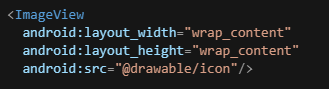 <ImageView
android:layout_width="wrap_content"
android:layout_height="wrap_content"
android:src="@drawable/icon"/>